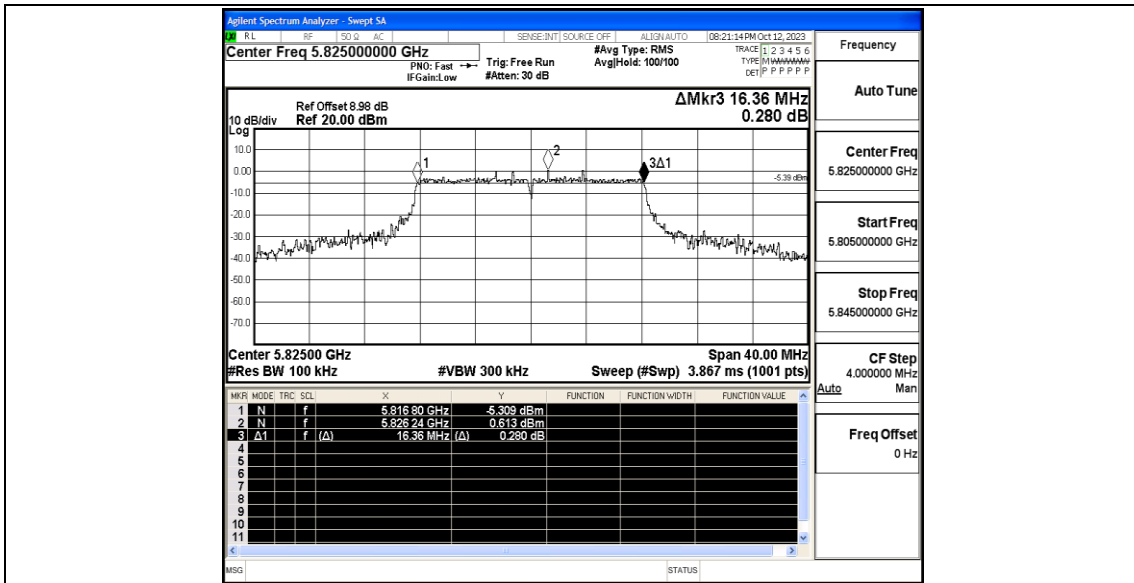 Agilent Spectrum Analyzer - Swept SA
RL RF 50 Ω AC SENSE:INT SOURCE OFF ALIGN AUTO 08:21:14 PM Oct 12, 2023
Center Freq 5.825000000 GHz
PNO: Fast
IFGain:Low
Trig: Free Run
#Atten: 30 dB
#Avg Type: RMS
Avg|Hold: 100/100
TRACE 1 2 3 4 5 6
TYPE M
DET P P P P P P
Frequency
Auto Tune
Center Freq
5.825000000 GHz
Start Freq
5.805000000 GHz
Stop Freq
5.845000000 GHz
CF Step
4.000000 MHz
Auto Man
Freq Offset
0 Hz
Ref Offset 8.98 dB
10 dB/div Ref 20.00 dBm
Log
ΔMkr3 16.36 MHz
0.280 dB
10.0
0.00
-10.0
-20.0
-30.0
-40.0
-50.0
-60.0
-70.0
1
2
3Δ1
-5.39 dBm
Center 5.82500 GHz Span 40.00 MHz
#Res BW 100 kHz #VBW 300 kHz Sweep (#Swp) 3.867 ms (1001 pts)
MKR MODE TRC SCL X Y FUNCTION FUNCTION WIDTH FUNCTION VALUE
1 N f 5.816 80 GHz -5.309 dBm
2 N f 5.826 24 GHz 0.613 dBm
3 Δ1 f (Δ) 16.36 MHz (Δ) 0.280 dB
4
5
6
7
8
9
10
11
MSG STATUS